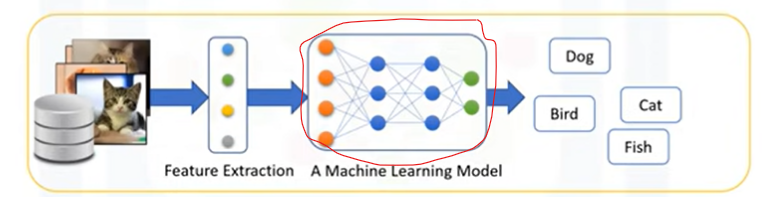 Dog
Cat
Bird
Fish
Feature Extraction
A Machine Learning Model